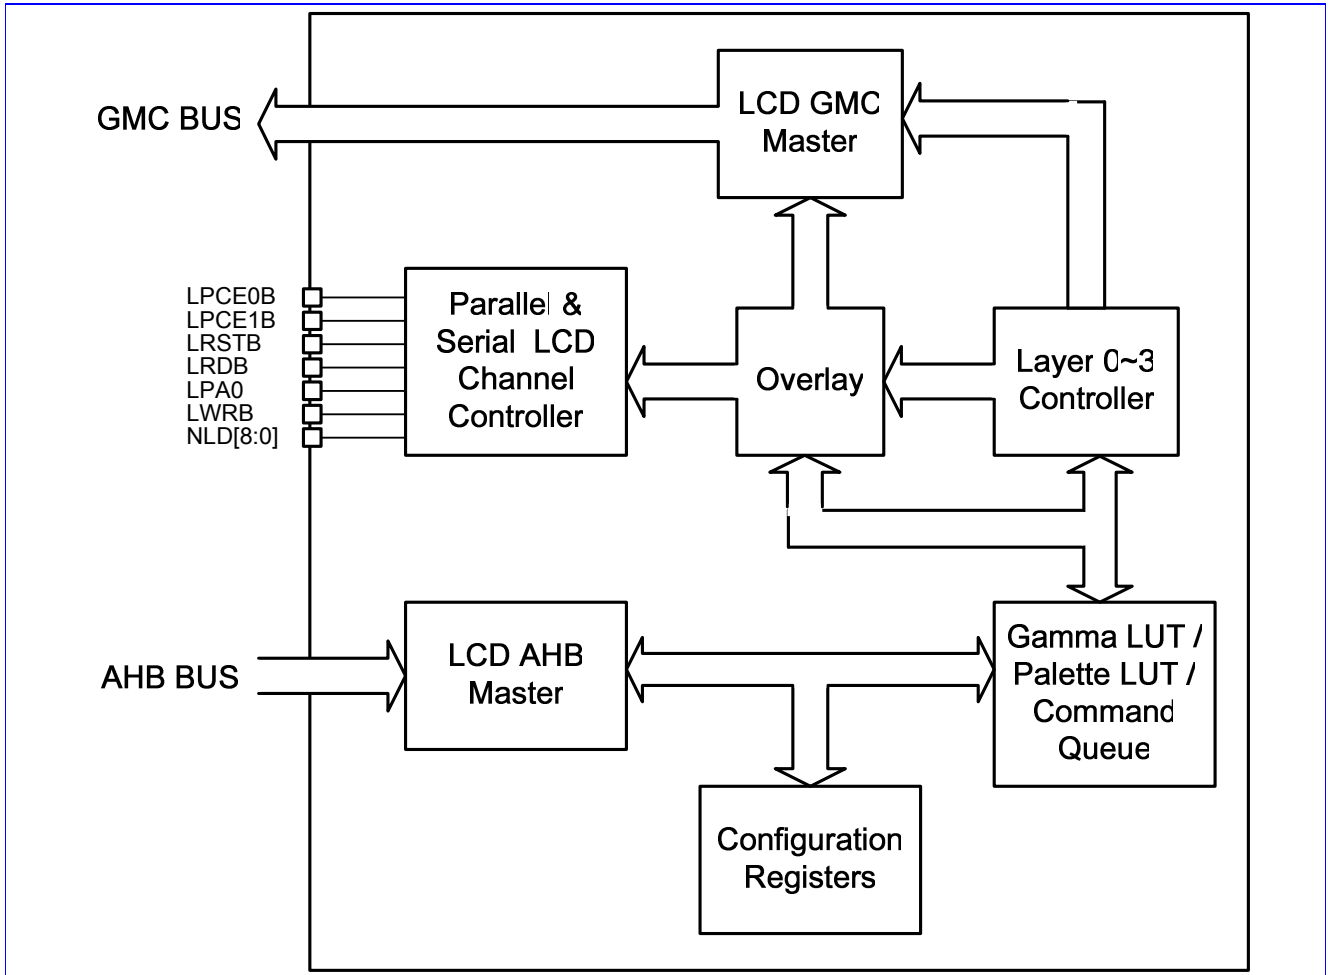 GMC BUS
LCD GMC
Master
LPCE0B
LPCE1B
LRSTB
LRDB
LPA0
LWRB
NLD[8:0]
Parallel &
Serial LCD
Channel
Controller
Overlay
Layer 0~3
Controller
AHB BUS
LCD AHB
Master
Gamma LUT /
Palette LUT /
Command
Queue
Configuration
Registers